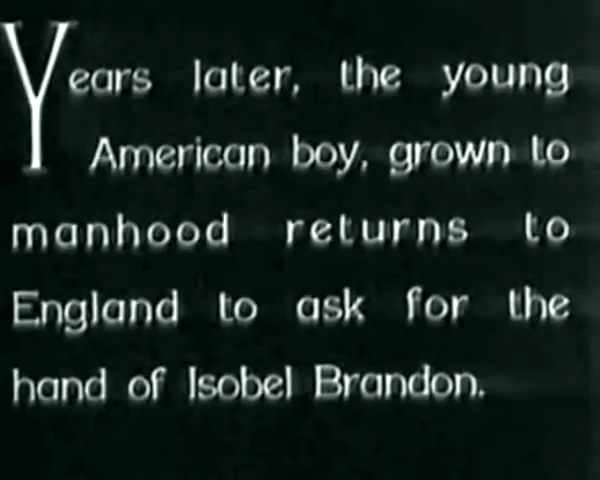 Years later, the young
American boy, grown to
manhood returns to
England to ask for the
hand of Isobel Brandon.